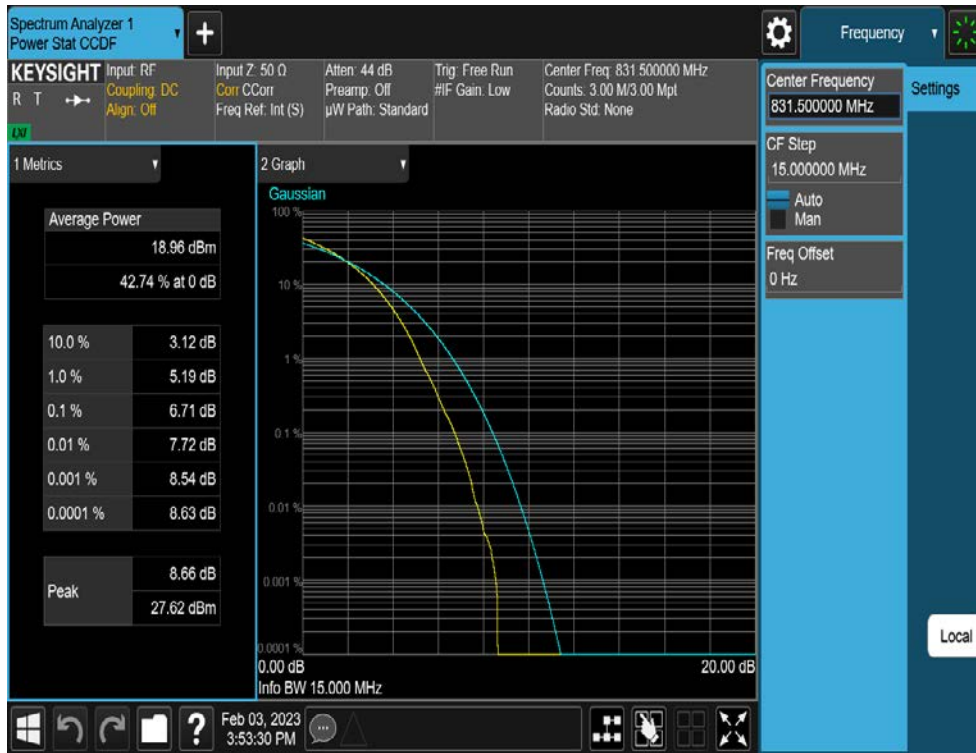 Spectrum Analyzer 1
Power Stat CCDF
+
Frequency
KEYSIGHT
R T
LXI
Input: RF
Coupling: DC
Align: Off
Input Z: 50 Ω
Corr CCorr
Freq Ref: Int (S)
Atten: 44 dB
Preamp: Off
µW Path: Standard
Trig: Free Run
#IF Gain: Low
Center Freq: 831.500000 MHz
Counts: 3.00 M/3.00 Mpt
Radio Std: None
Center Frequency
831.500000 MHz
Settings
CF Step
15.000000 MHz
Auto
Man
Freq Offset
0 Hz
1 Metrics
Average Power
18.96 dBm
42.74 % at 0 dB
10.0 % 3.12 dB
1.0 % 5.19 dB
0.1 % 6.71 dB
0.01 % 7.72 dB
0.001 % 8.54 dB
0.0001 % 8.63 dB
Peak
8.66 dB
27.62 dBm
2 Graph
Gaussian
100 %
10 %
1 %
0.1 %
0.01 %
0.001 %
0.0001 %
0.00 dB 20.00 dB
Info BW 15.000 MHz
Local
?
Feb 03, 2023
3:53:30 PM